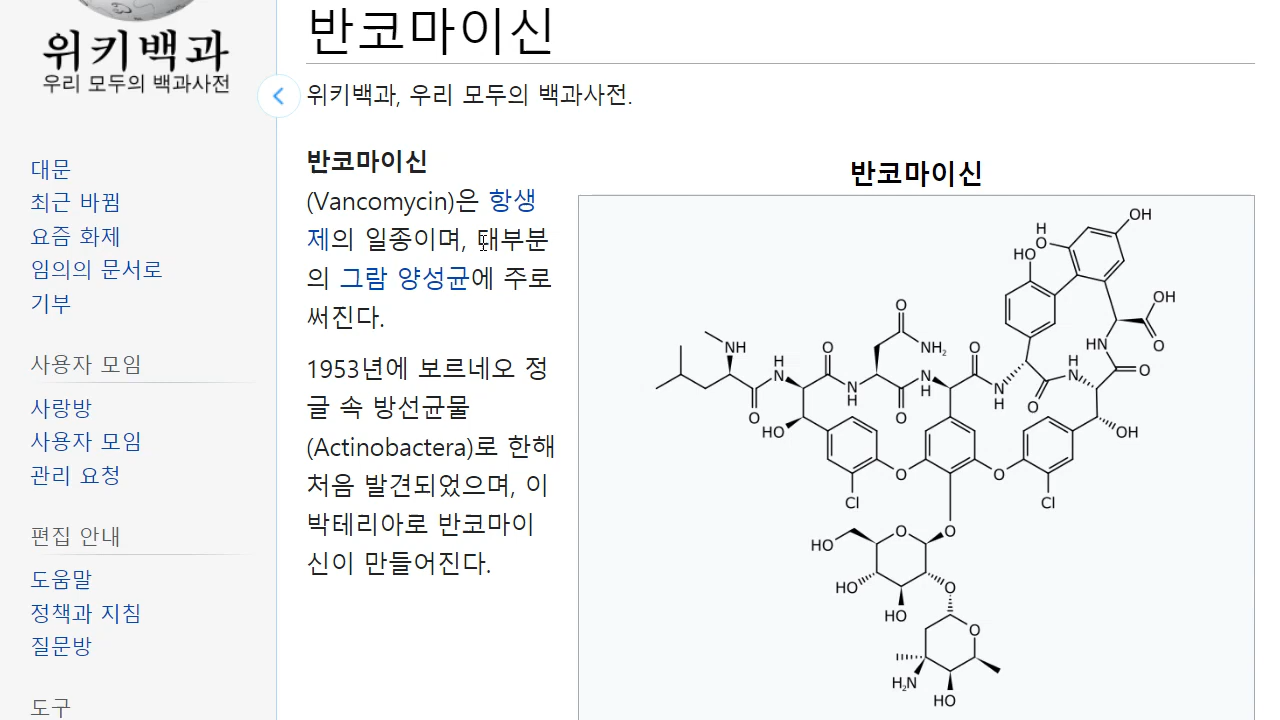 위키백과
우리 모두의 백과사전
대문
최근 바뀜
요즘 화제
임의의 문서로
기부
사용자 모임
사랑방
사용자 모임
관리 요청
편집 안내
도움말
정책과 지침
질문방
도구
반코마이신
위키백과, 우리 모두의 백과사전.
반코마이신
(Vancomycin)은 항생
제의 일종이며, 대부분
의 그람 양성균에 주로
써진다.
1953년에 보르네오 정
글 속 방선균물
(Actinobactera)로 한해
처음 발견되었으며, 이
박테리아로 반코마이
신이 만들어진다.
반코마이신
OH
H
O
HO
OH
O
O
HN
NH
O
NH₂
O
H
N
O
N
H
O
H
N
O
N
H
O
H
N
O
O
HO
OH
O
O
Cl
Cl
O
O
HO
HO
O
HO
O
H₂N
HO